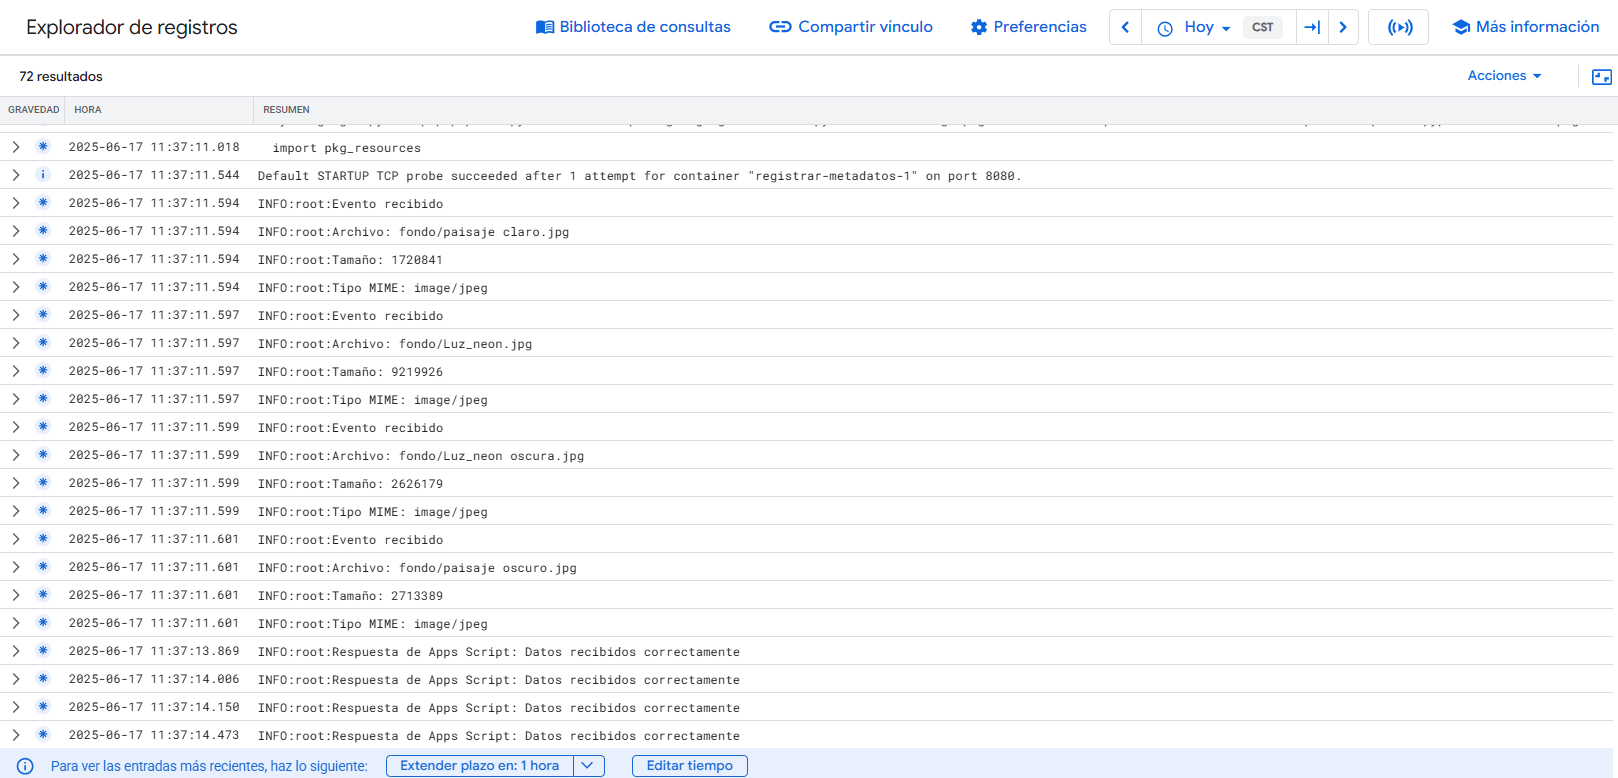 Explorador de registros Biblioteca de consultas Compartir vínculo Preferencias Hoy CST Más información
72 resultados Acciones
GRAVEDAD HORA RESUMEN
2025-06-17 11:37:11.018 import pkg_resources
2025-06-17 11:37:11.544 Default STARTUP TCP probe succeeded after 1 attempt for container "registrar-metadatos-1" on port 8080.
2025-06-17 11:37:11.594 INFO:root:Evento recibido
2025-06-17 11:37:11.594 INFO:root:Archivo: fondo/paisaje claro.jpg
2025-06-17 11:37:11.594 INFO:root:Tamaño: 1720841
2025-06-17 11:37:11.594 INFO:root:Tipo MIME: image/jpeg
2025-06-17 11:37:11.597 INFO:root:Evento recibido
2025-06-17 11:37:11.597 INFO:root:Archivo: fondo/Luz_neon.jpg
2025-06-17 11:37:11.597 INFO:root:Tamaño: 9219926
2025-06-17 11:37:11.597 INFO:root:Tipo MIME: image/jpeg
2025-06-17 11:37:11.599 INFO:root:Evento recibido
2025-06-17 11:37:11.599 INFO:root:Archivo: fondo/Luz_neon oscura.jpg
2025-06-17 11:37:11.599 INFO:root:Tamaño: 2626179
2025-06-17 11:37:11.599 INFO:root:Tipo MIME: image/jpeg
2025-06-17 11:37:11.601 INFO:root:Evento recibido
2025-06-17 11:37:11.601 INFO:root:Archivo: fondo/paisaje oscuro.jpg
2025-06-17 11:37:11.601 INFO:root:Tamaño: 2713389
2025-06-17 11:37:11.601 INFO:root:Tipo MIME: image/jpeg
2025-06-17 11:37:13.869 INFO:root:Respuesta de Apps Script: Datos recibidos correctamente
2025-06-17 11:37:14.006 INFO:root:Respuesta de Apps Script: Datos recibidos correctamente
2025-06-17 11:37:14.150 INFO:root:Respuesta de Apps Script: Datos recibidos correctamente
2025-06-17 11:37:14.473 INFO:root:Respuesta de Apps Script: Datos recibidos correctamente
Para ver las entradas más recientes, haz lo siguiente: Extender plazo en: 1 hora Editar tiempo